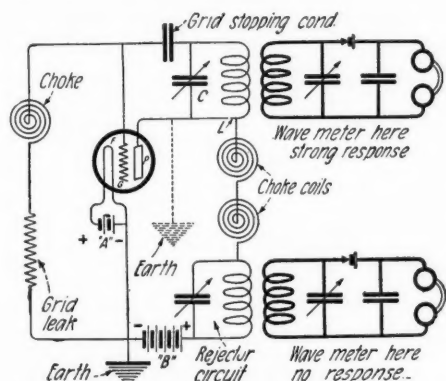 Grid stopping cond.
Choke
C
L
F
G
P
Wave meter here
strong response
Choke coils
+ "A" -
Earth
Grid
leak
- "B" +
Rejector
circuit
Wave meter here
no response...
Earth